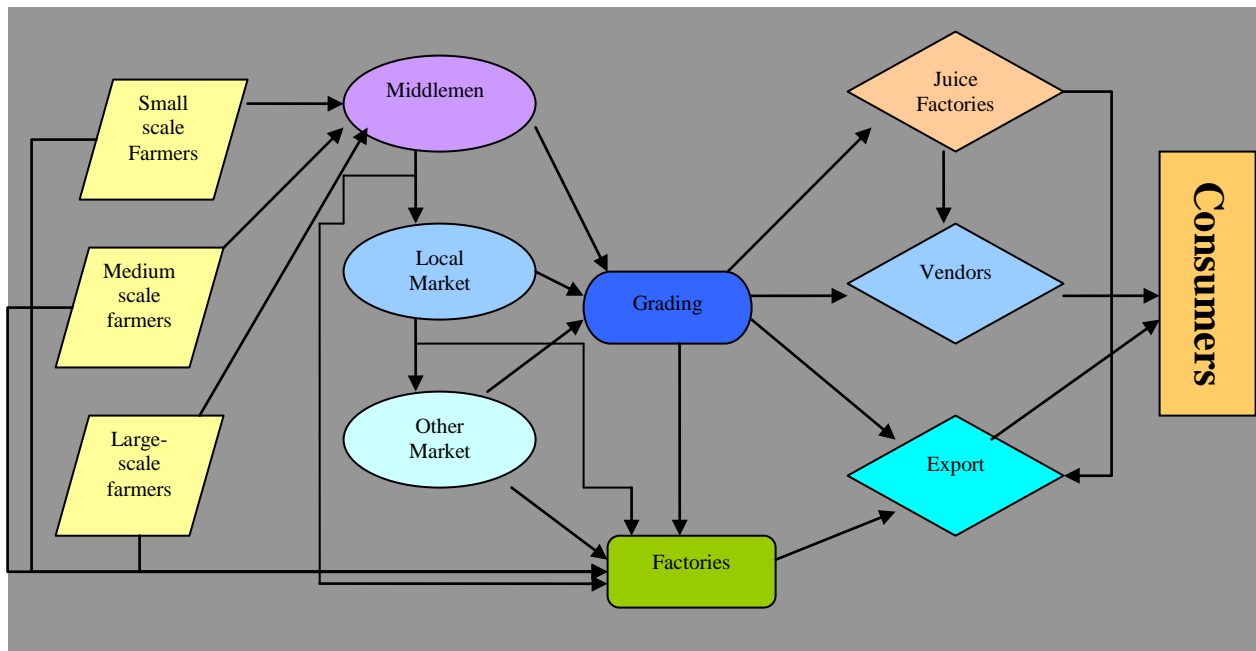 Small
scale
Farmers
Medium
scale
farmers
Large-
scale
farmers
Middlemen
Local
Market
Other
Market
Grading
Factories
Juice
Factories
Vendors
Export
Consumers